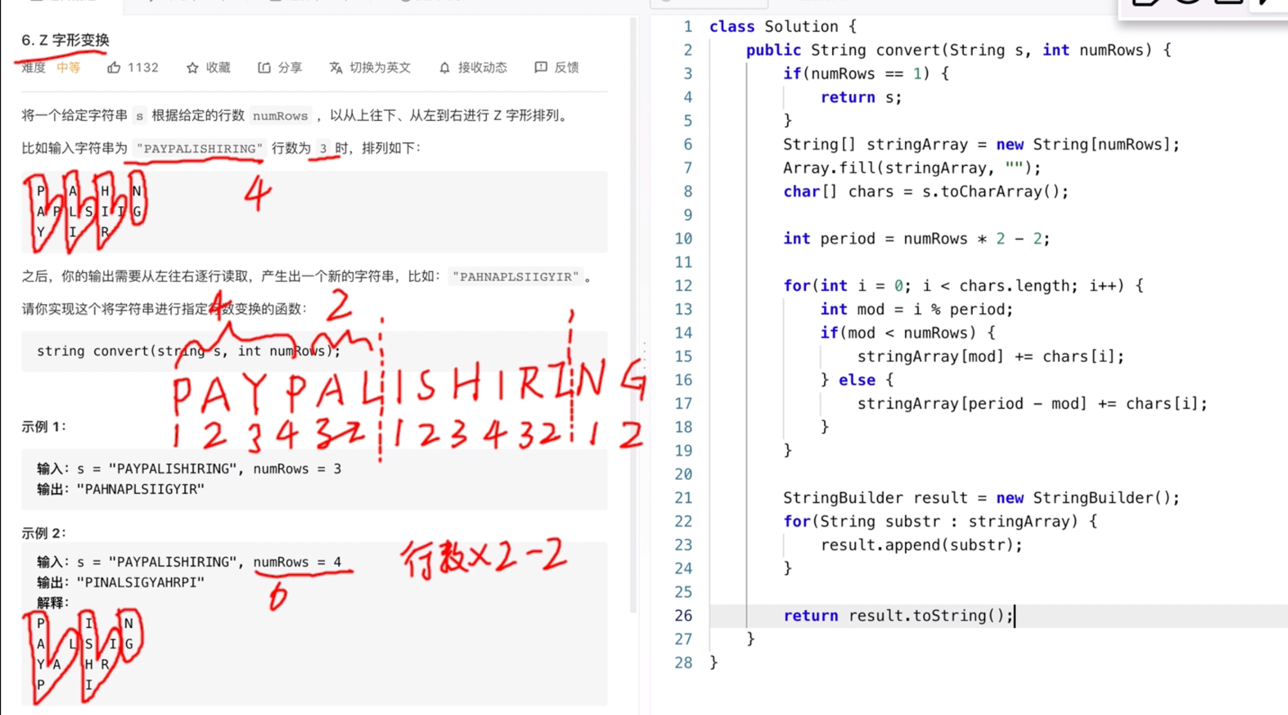 6. Z 字形变换
难度 中等 1132 收藏 分享 切换为英文 接收动态 反馈
将一个给定字符串 s 根据给定的行数 numRows ，以从上往下、从左到右进行 Z 字形排列。
比如输入字符串为 "PAYPALISHIRING" 行数为 3 时，排列如下：
P A H N
A P L S I I G
Y I R
4
之后，你的输出需要从左往右逐行读取，产生出一个新的字符串，比如："PAHNAPLSIIGYIR"。
请你实现这个将字符串进行指定行数变换的函数：
4 2
string convert(string s, int numRows);
P A Y P A L I S H I R I N G
1 2 3 4 3 2 1 2 3 4 3 2 1 2
示例 1：
输入：s = "PAYPALISHIRING", numRows = 3
输出："PAHNAPLSIIGYIR"
示例 2：
输入：s = "PAYPALISHIRING", numRows = 4
输出："PINALSIGYAHRPI"
解释：
6
行数×2-2
P I N
A L S I G
Y A H R
P I
1 class Solution {
2 public String convert(String s, int numRows) {
3 if(numRows == 1) {
4 return s;
5 }
6 String[] stringArray = new String[numRows];
7 Array.fill(stringArray, "");
8 char[] chars = s.toCharArray();
9
10 int period = numRows * 2 - 2;
11
12 for(int i = 0; i < chars.length; i++) {
13 int mod = i % period;
14 if(mod < numRows) {
15 stringArray[mod] += chars[i];
16 } else {
17 stringArray[period - mod] += chars[i];
18 }
19 }
20
21 StringBuilder result = new StringBuilder();
22 for(String substr : stringArray) {
23 result.append(substr);
24 }
25
26 return result.toString();
27 }
28 }